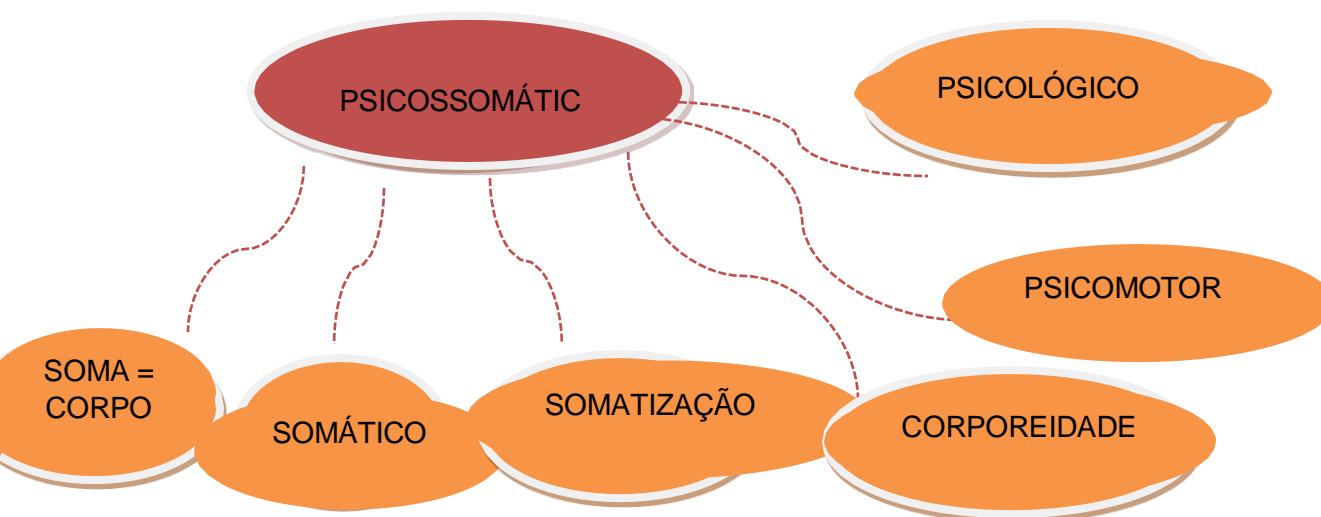 PSICOSSOMÁTIC
PSICOLÓGICO
PSICOMOTOR
SOMA =
CORPO
SOMÁTICO
SOMATIZAÇÃO
CORPOREIDADE